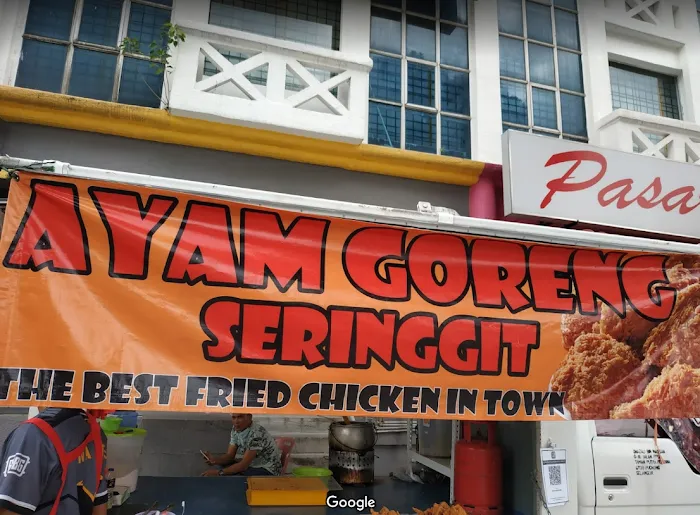 Pasa
AYAM GORENG
SERINGGIT
THE BEST FRIED CHICKEN IN TOWN
Google